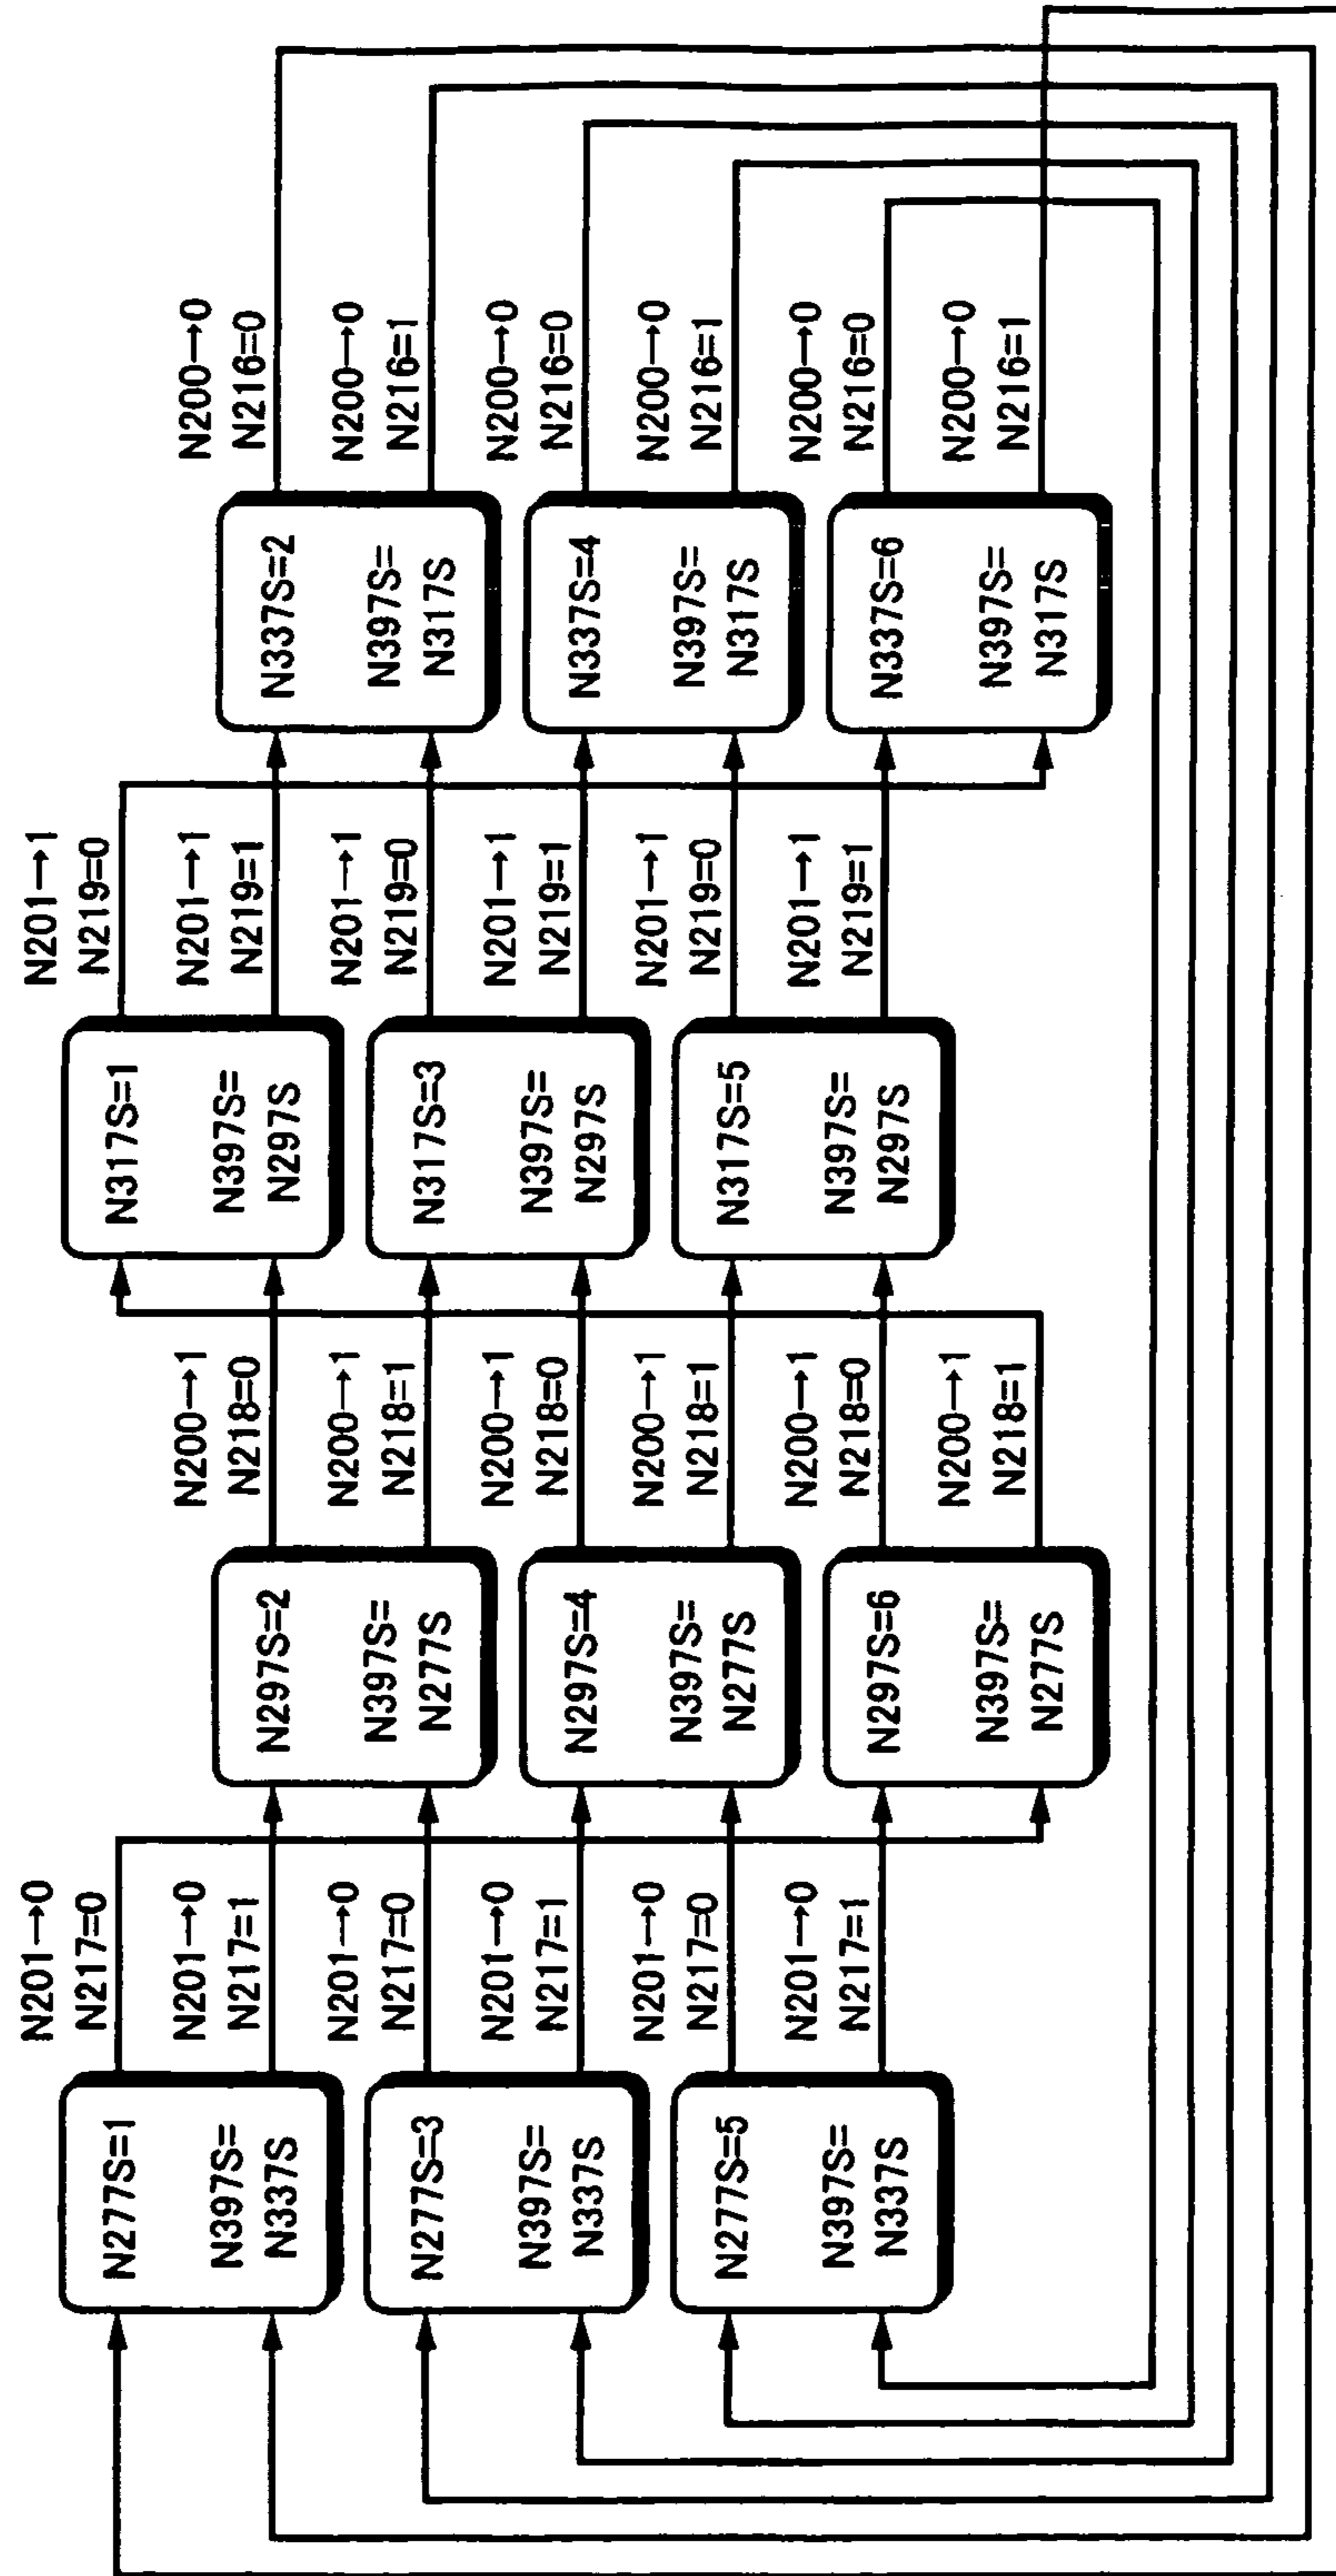 N201→0
N217=0
N201→0
N217=1
N201→0
N217=0
N201→0
N217=1
N201→0
N217=0
N201→0
N217=1
N277S=1
N397S=
N337S
N277S=3
N397S=
N337S
N277S=5
N397S=
N337S
N200→1
N218=0
N200→1
N218=1
N200→1
N218=0
N200→1
N218=1
N200→1
N218=0
N200→1
N218=1
N297S=2
N397S=
N277S
N297S=4
N397S=
N277S
N297S=6
N397S=
N277S
N201→1
N219=0
N201→1
N219=1
N201→1
N219=0
N201→1
N219=1
N201→1
N219=0
N201→1
N219=1
N317S=1
N397S=
N297S
N317S=3
N397S=
N297S
N317S=5
N397S=
N297S
N200→0
N216=0
N200→0
N216=1
N200→0
N216=0
N200→0
N216=1
N200→0
N216=0
N200→0
N216=1
N337S=2
N397S=
N317S
N337S=4
N397S=
N317S
N337S=6
N397S=
N317S